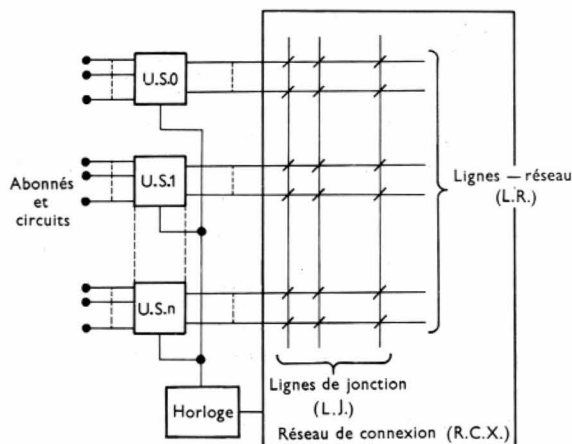 U.S.0
U.S.1
Abonnés
et
circuits
Lignes — réseau
(L.R.)
U.S.n
Lignes de jonction
(L.J.)
Horloge
Réseau de connexion (R.C.X.)